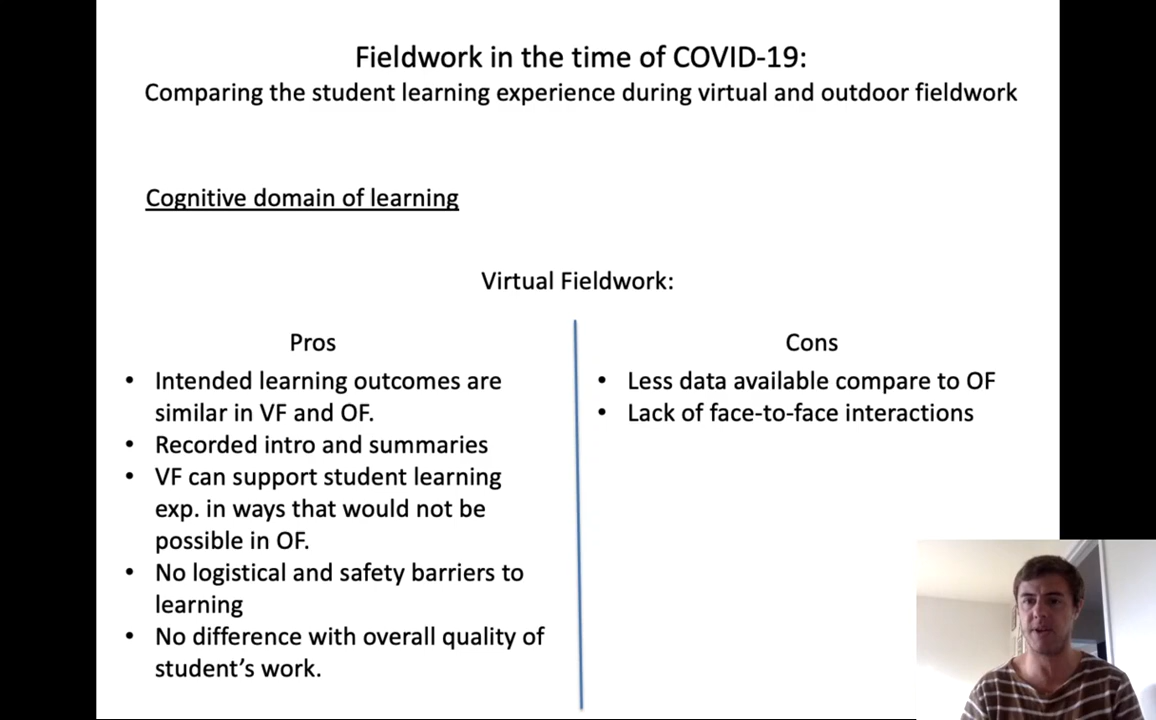 Fieldwork in the time of COVID-19:
Comparing the student learning experience during virtual and outdoor fieldwork
Cognitive domain of learning
Virtual Fieldwork:
Pros
• Intended learning outcomes are
similar in VF and OF.
• Recorded intro and summaries
• VF can support student learning
exp. in ways that would not be
possible in OF.
• No logistical and safety barriers to
learning
• No difference with overall quality of
student’s work.
Cons
• Less data available compare to OF
• Lack of face-to-face interactions